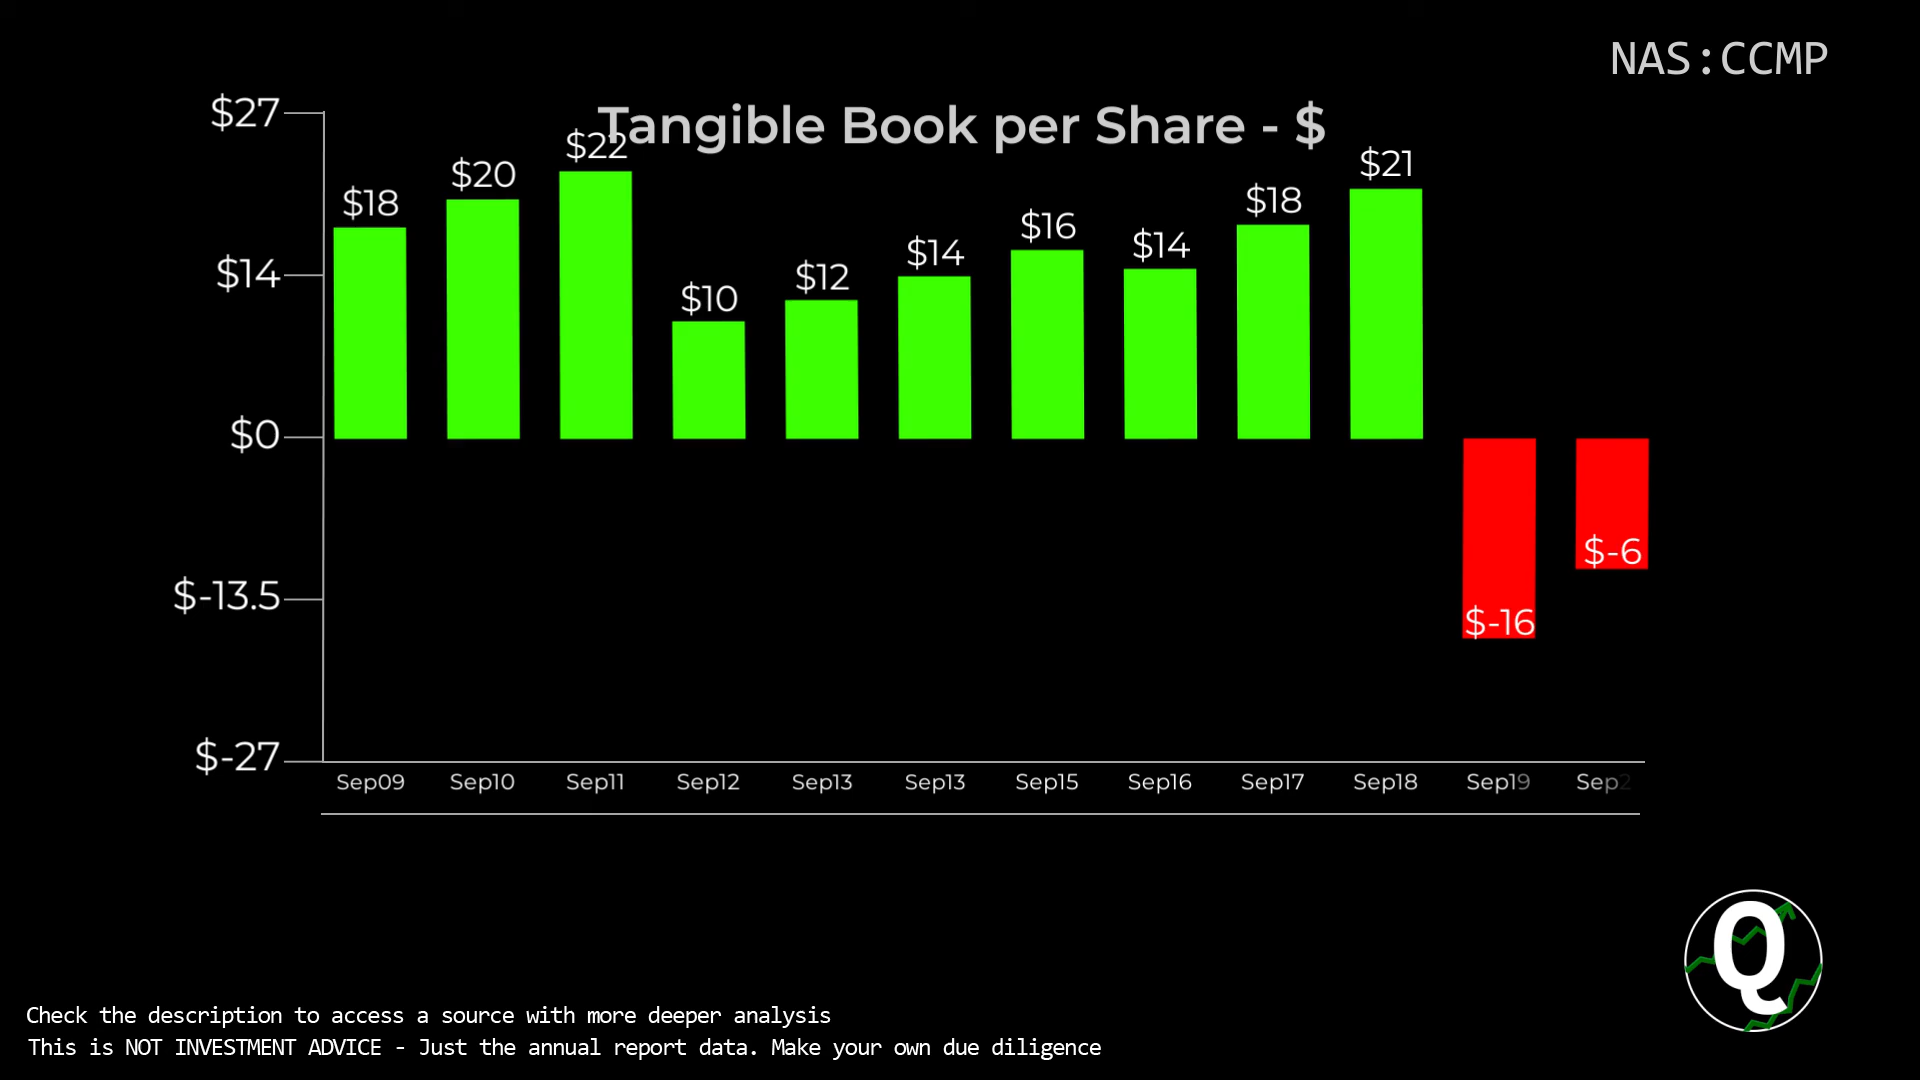 NAS:CCMP
Tangible Book per Share - $
$27
$14
$0
$-13.5
$-27
$18
$20
$22
$10
$12
$14
$16
$14
$18
$21
$-16
$-6
Sep09 Sep10 Sep11 Sep12 Sep13 Sep13 Sep15 Sep16 Sep17 Sep18 Sep19 Sep2
Q
Check the description to access a source with more deeper analysis
This is NOT INVESTMENT ADVICE - Just the annual report data. Make your own due diligence